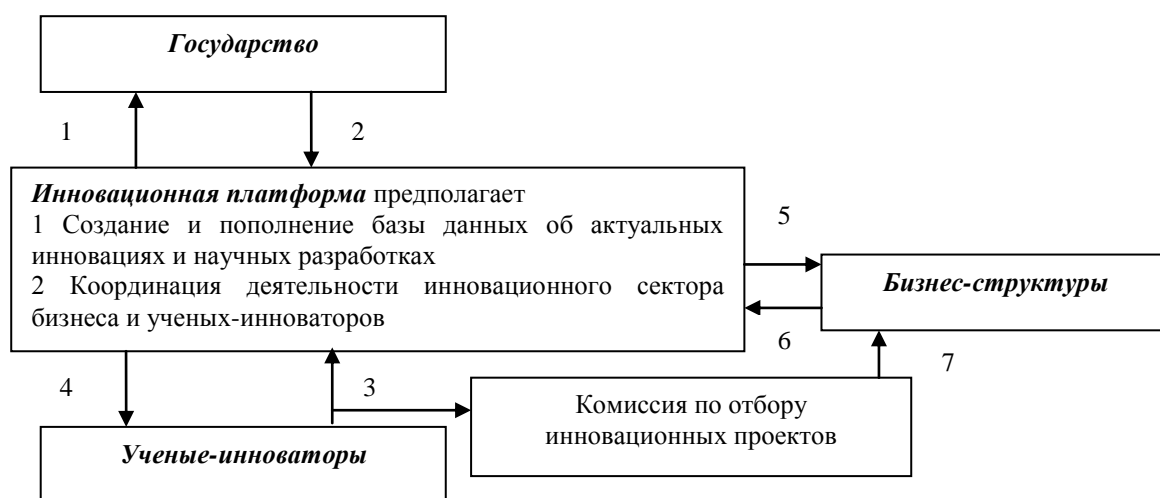 Государство
1
2
Инновационная платформа предполагает
1 Создание и пополнение базы данных об актуальных
инновациях и научных разработках
2 Координация деятельности инновационного сектора
бизнеса и ученых-инноваторов
5
Бизнес-структуры
6
7
4
3
Комиссия по отбору
инновационных проектов
Ученые-инноваторы